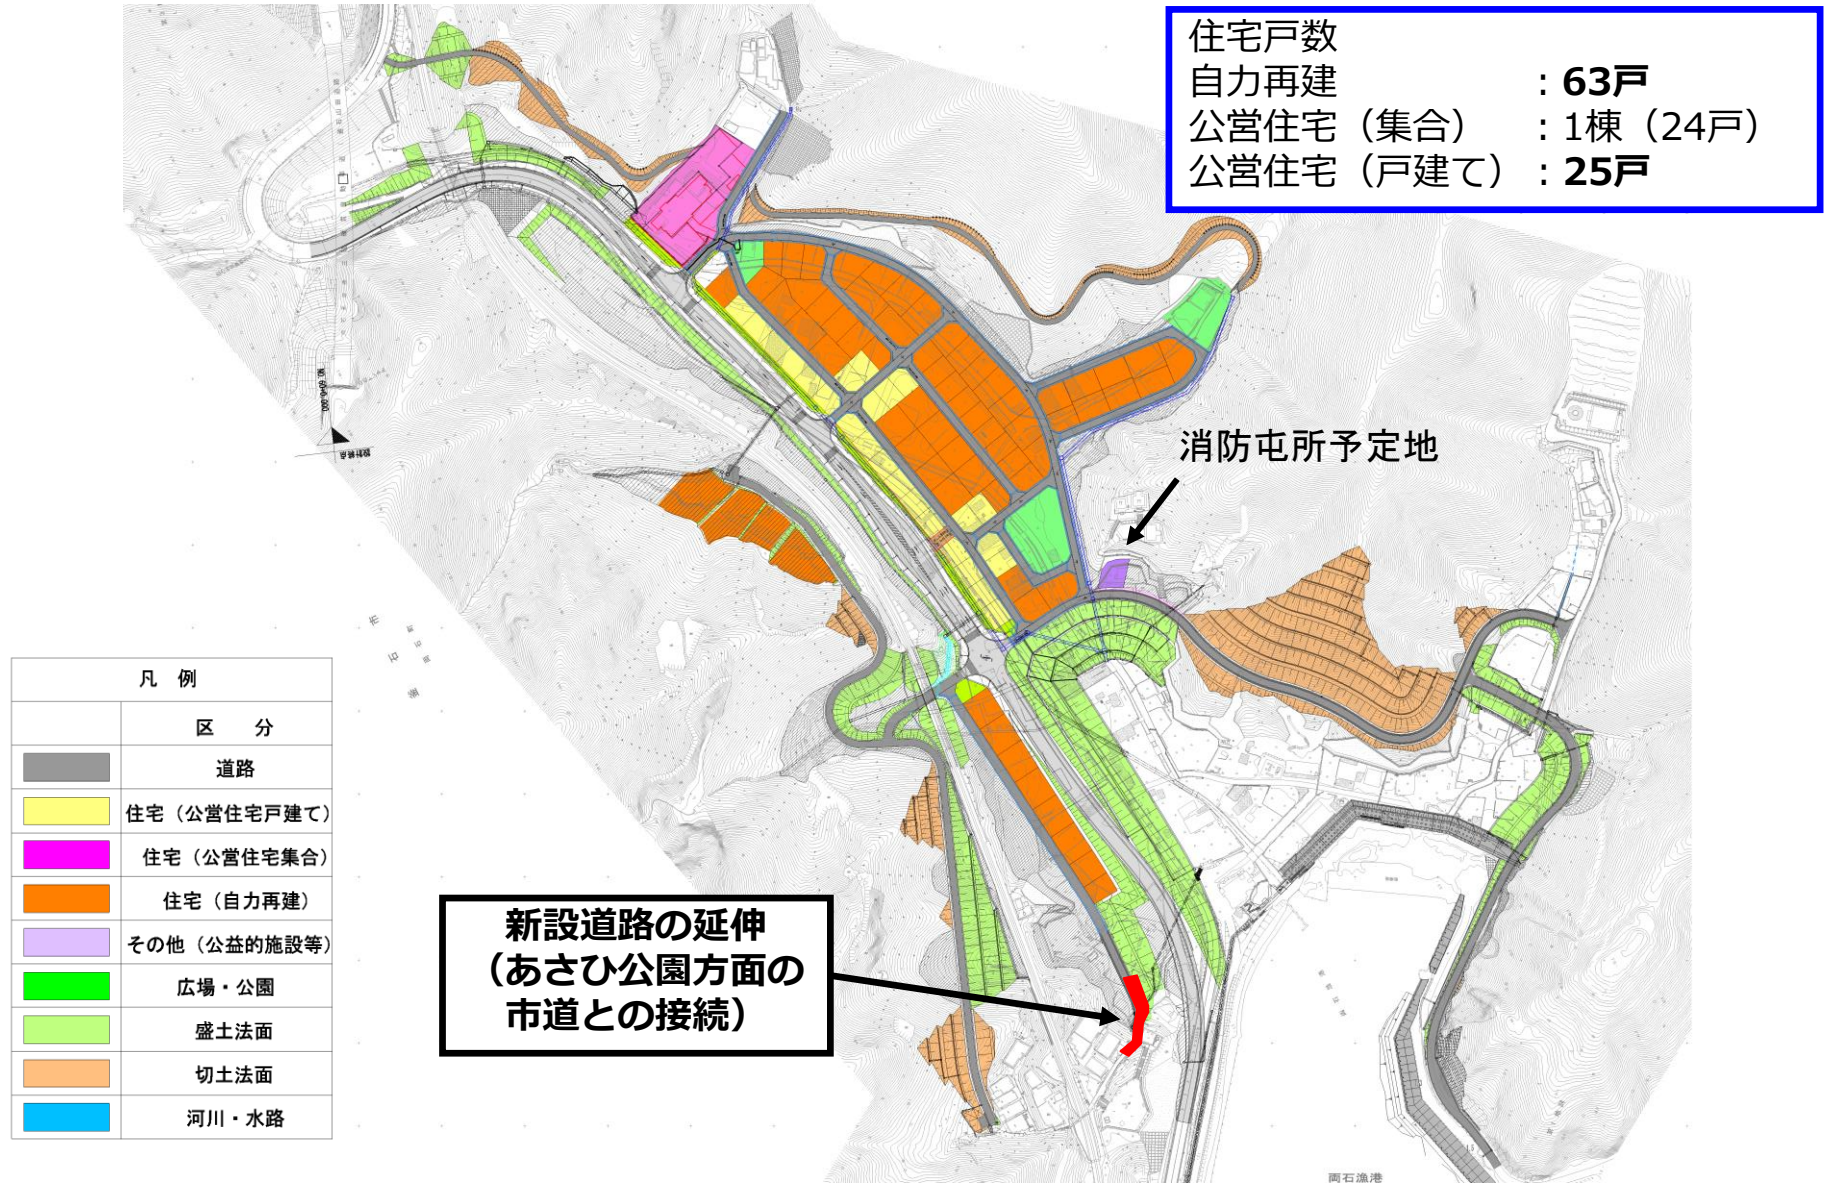 住宅戸数
自力再建 : 63戸
公営住宅（集合） : 1棟（24戸）
公営住宅（戸建て） : 25戸
消防屯所予定地
新設道路の延伸
（あさひ公園方面の
市道との接続）
凡 例
区 分
道路
住宅（公営住宅戸建て）
住宅（公営住宅集合）
住宅（自力再建）
その他（公益的施設等）
広場・公園
盛土法面
切土法面
河川・水路
両石漁港